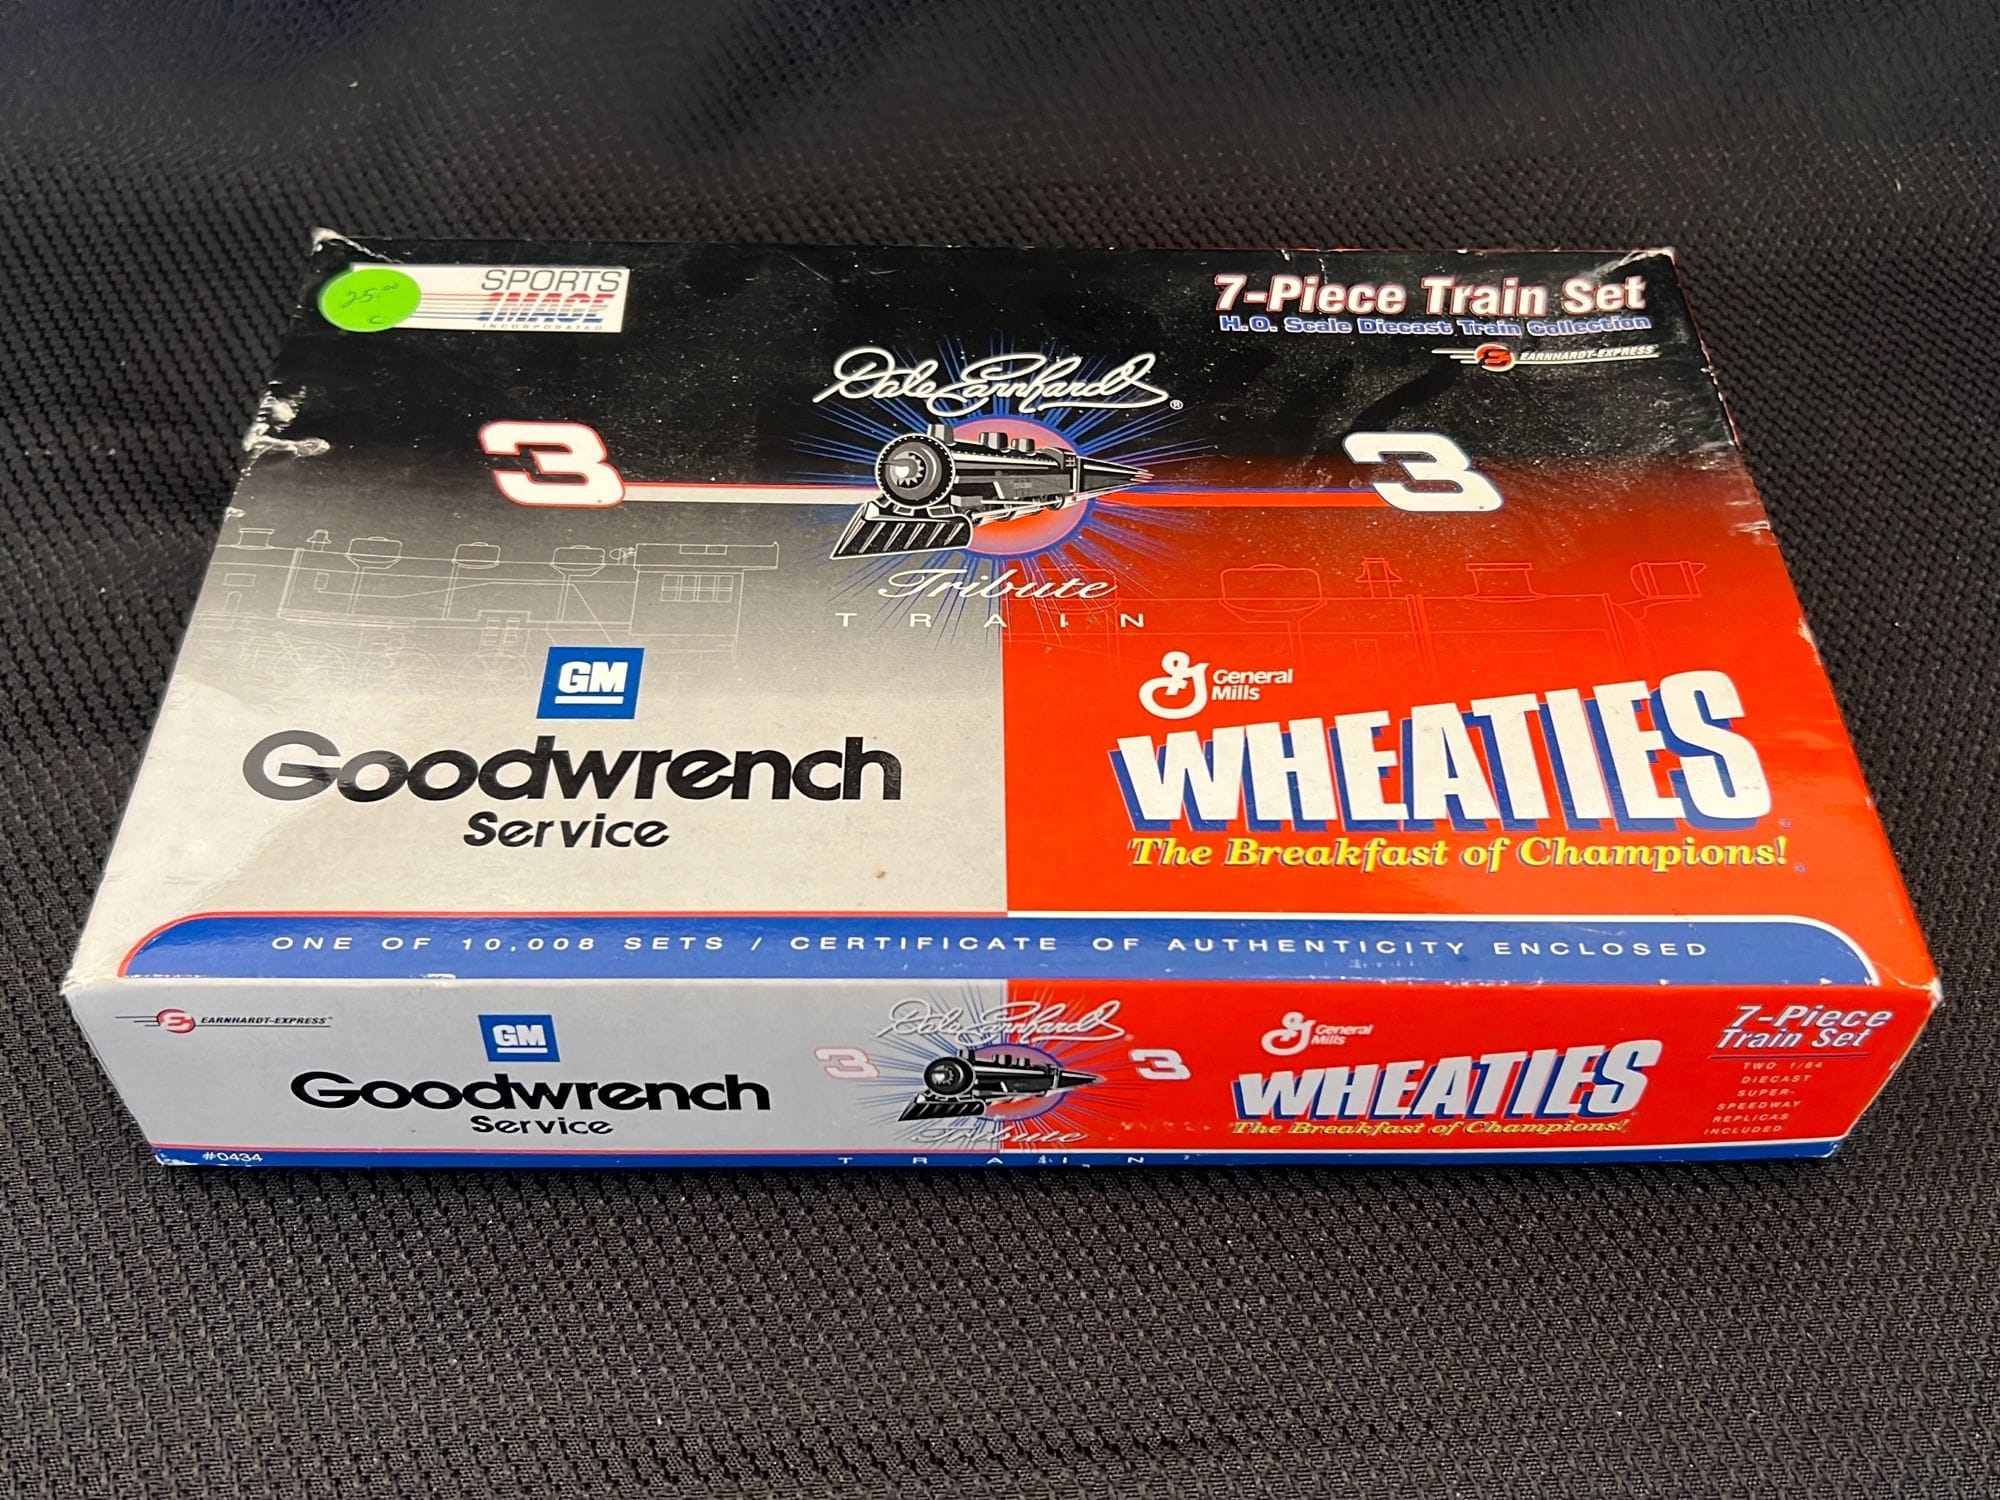 25.00
C
SPORTS
IMAGE
INCORPORATED
7-Piece Train Set
H.O. Scale Diecast Train Collection
3 EARNHARDT-EXPRESS
Dale Earnhardt ®
3
3
Tribute
TRAIN
GM
Goodwrench
Service
General
Mills
WHEATIES
The Breakfast of Champions!
ONE OF 10,008 SETS / CERTIFICATE OF AUTHENTICITY ENCLOSED
3 EARNHARDT-EXPRESS
GM
Goodwrench
Service
#0434
Dale Earnhardt
3
3
Tribute
TRAIN
General
Mills
WHEATIES
The Breakfast of Champions!
7-Piece
Train Set
TWO 1/64
DIECAST
SUPER-
SPEEDWAY
REPLICAS
INCLUDED